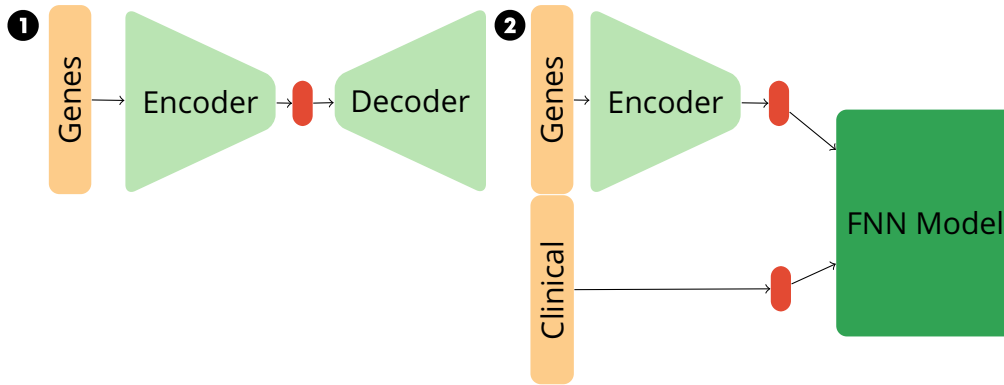 1
Genes
Encoder
Decoder
2
Genes
Encoder
Clinical
FNN Model